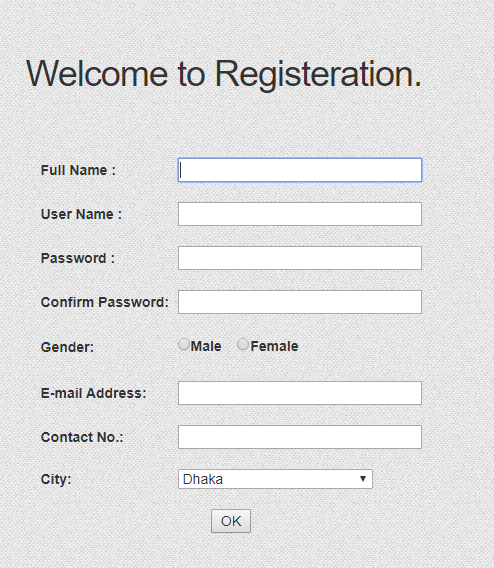 Welcome to Registeration.
Full Name :
User Name :
Password :
Confirm Password:
Gender: Male Female
E-mail Address:
Contact No.:
City: Dhaka
OK